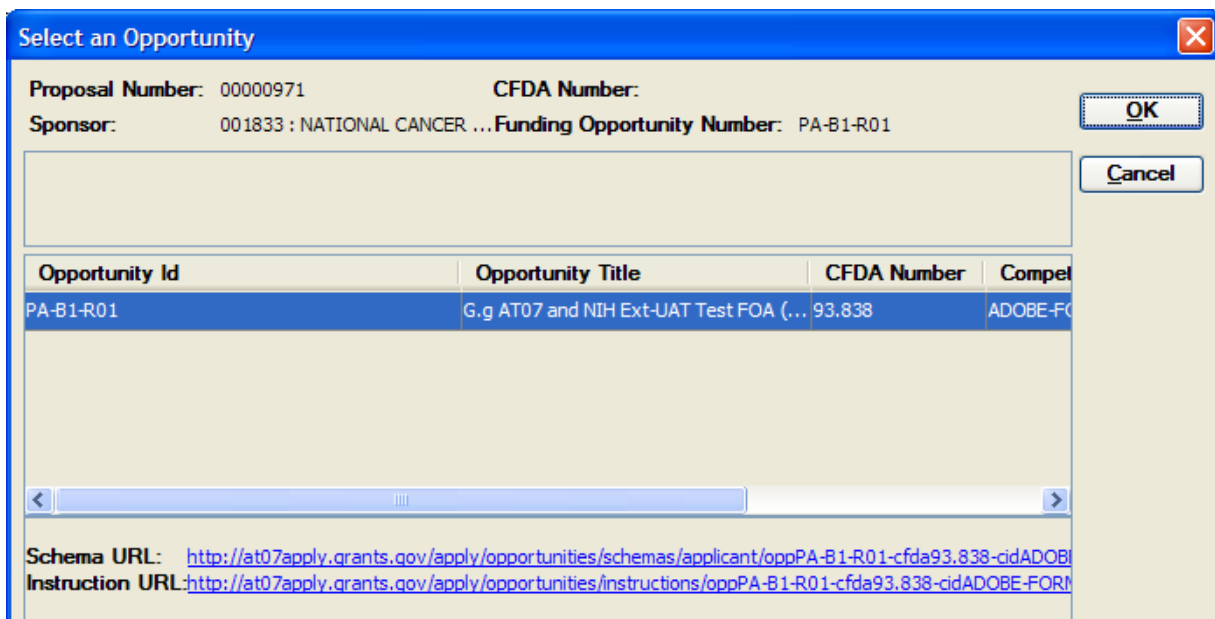 Select an Opportunity
Proposal Number: 00000971 CFDA Number:
OK
Sponsor: 001833 : NATIONAL CANCER ... Funding Opportunity Number: PA-B1-R01
Cancel
Opportunity Id Opportunity Title CFDA Number Compet
PA-B1-R01 G.g AT07 and NIH Ext-UAT Test FOA (... 93.838 ADOBE-FO
Schema URL: http://at07apply.grants.gov/apply/opportunities/schemas/applicant/oppPA-B1-R01-cfda93.838-cidADOBE
Instruction URL: http://at07apply.grants.gov/apply/opportunities/instructions/oppPA-B1-R01-cfda93.838-cidADOBE-FORM